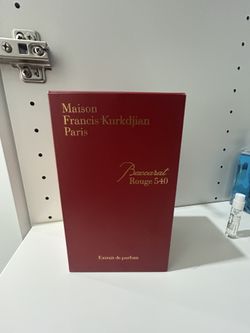 Maison
Francis Kurkdjian
Paris
Baccarat
Rouge 540
Extrait de parfum